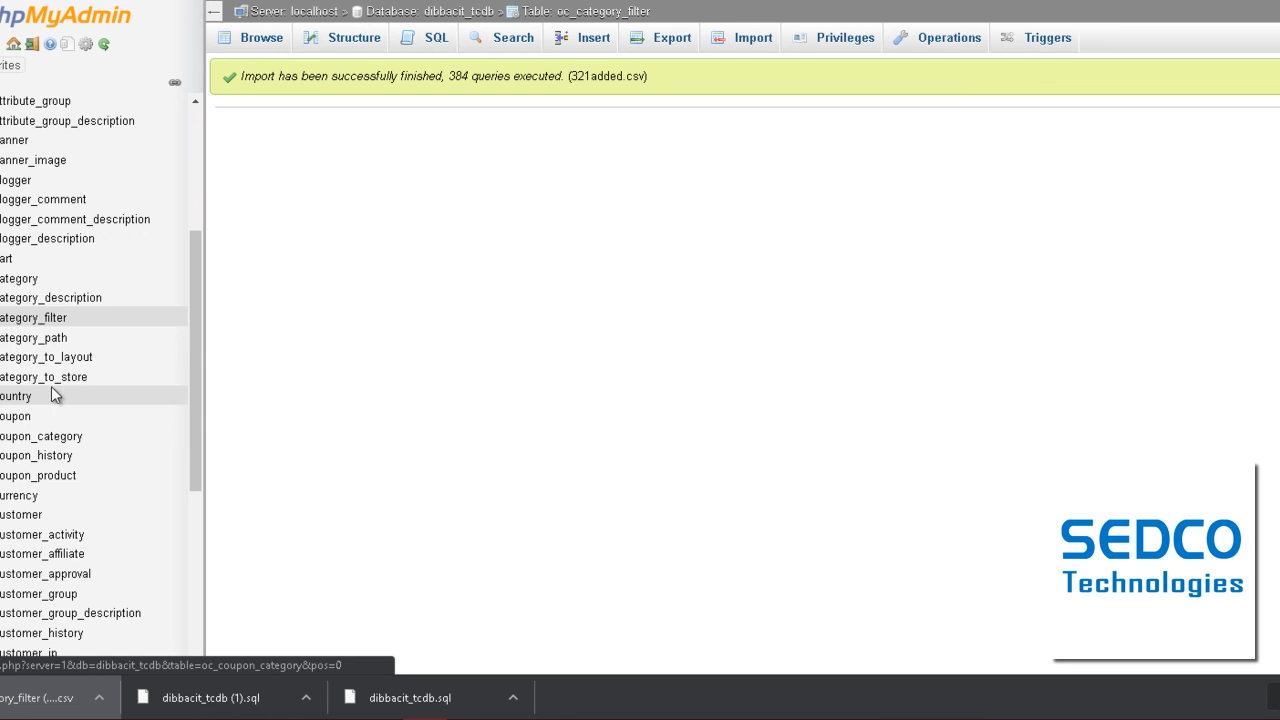 hpMyAdmin
Server: localhost > Database: dibbacit_tcdb > Table: oc_category_filter
Browse Structure SQL Search Insert Export Import Privileges Operations Triggers
rites
Import has been successfully finished, 384 queries executed. (321added.csv)
ttribute_group
ttribute_group_description
anner
anner_image
logger
logger_comment
logger_comment_description
logger_description
art
ategory
ategory_description
ategory_filter
ategory_path
ategory_to_layout
ategory_to_store
ountry
oupon
oupon_category
oupon_history
oupon_product
urrency
ustomer
ustomer_activity
ustomer_affiliate
ustomer_approval
ustomer_group
ustomer_group_description
ustomer_history
ustomer_ip
SEDCO
Technologies
.php?server=1&db=dibbacit_tcdb&table=oc_coupon_category&pos=0
ory_filter (....csv dibbacit_tcdb (1).sql dibbacit_tcdb.sql